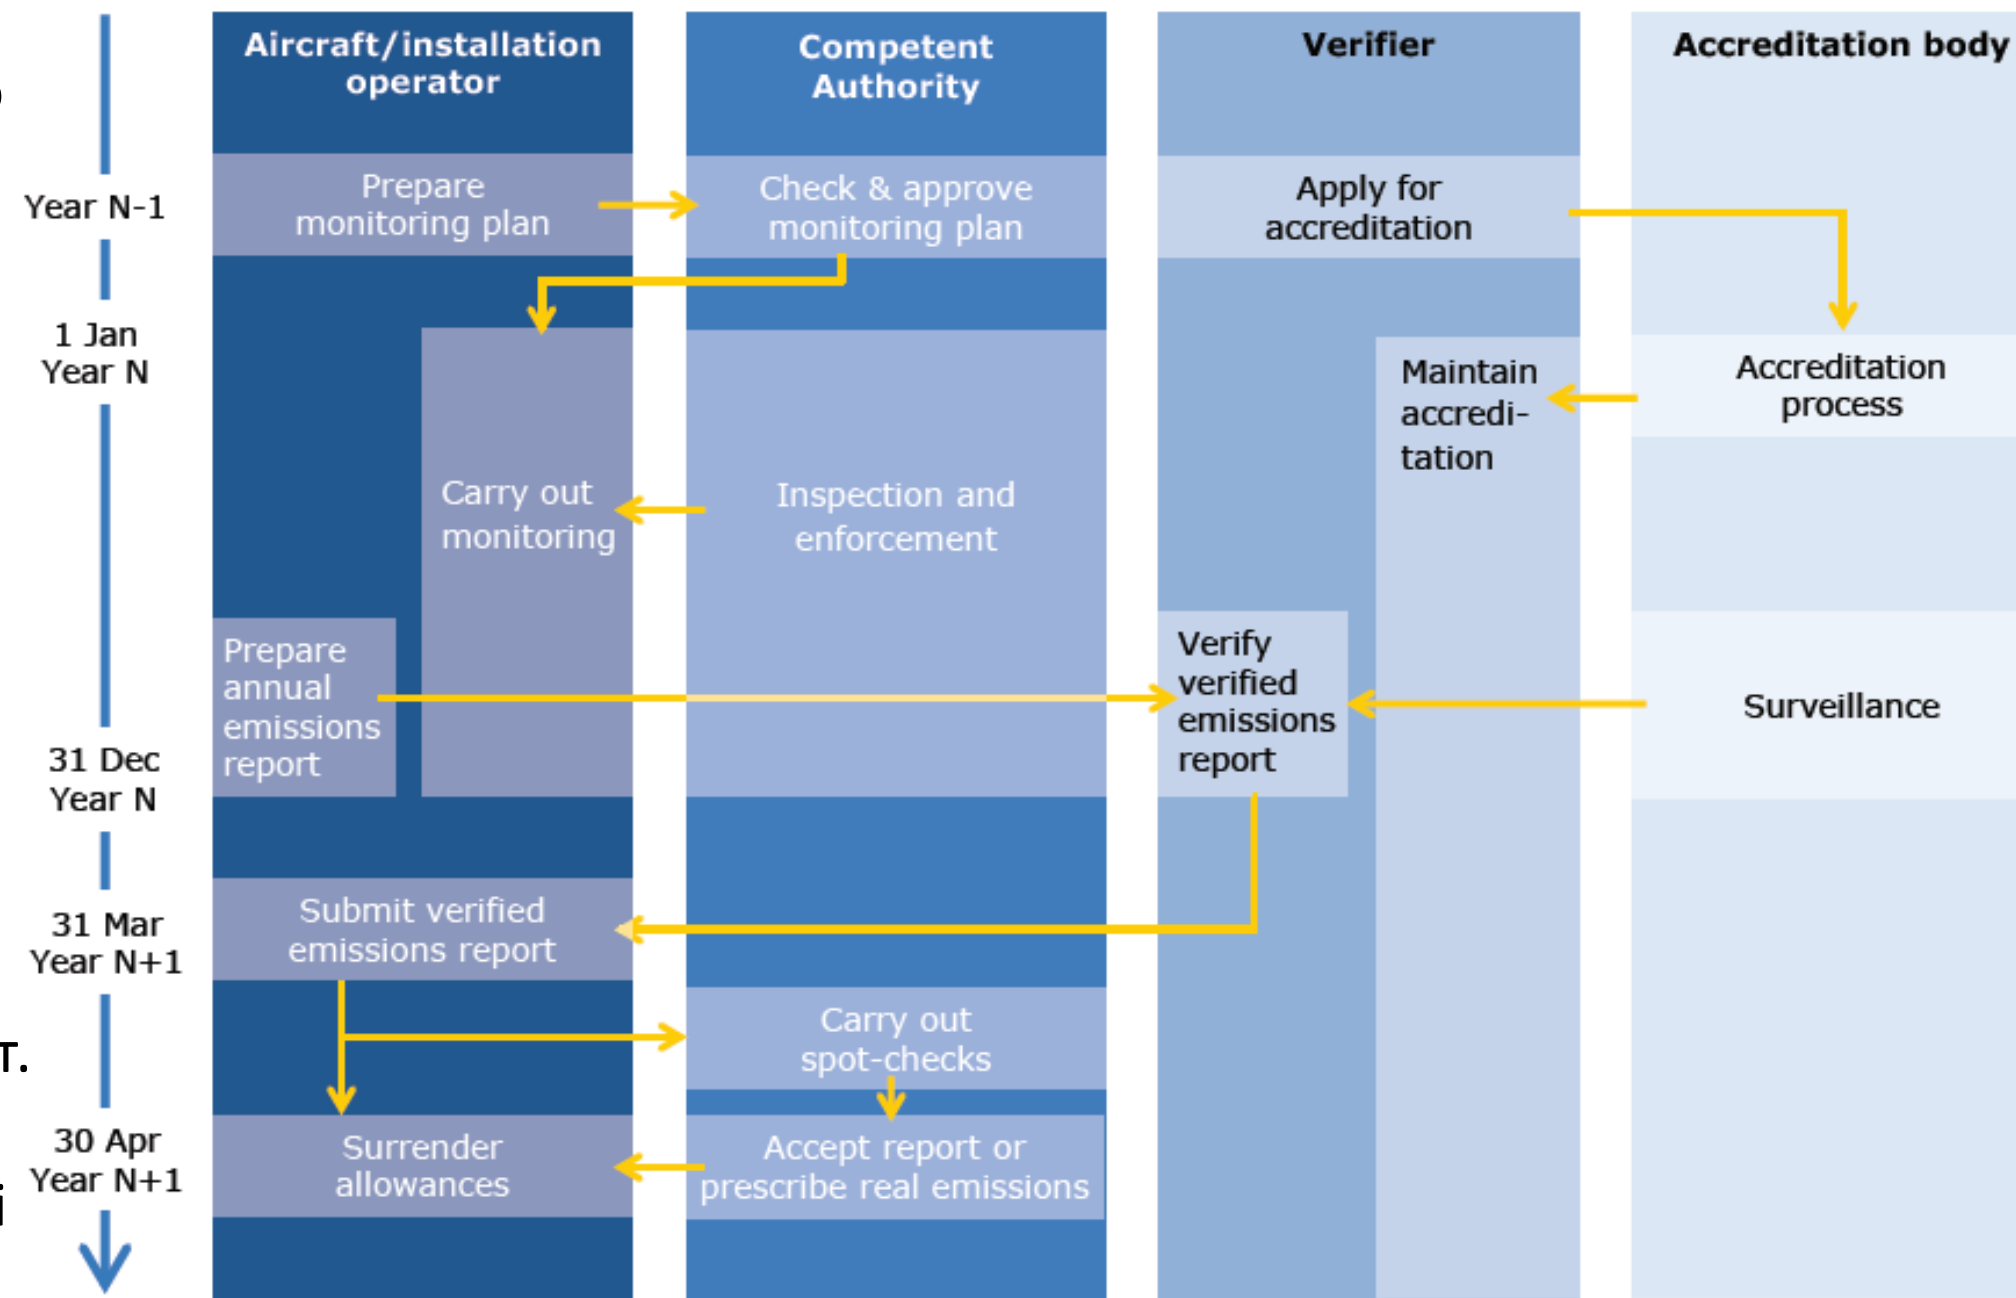 Aircraft/installation
operator
Competent
Authority
Verifier
Accreditation body
Year N-1
Prepare
monitoring plan
Check & approve
monitoring plan
Apply for
accreditation
1 Jan
Year N
Maintain
accredi-
tation
Accreditation
process
Carry out
monitoring
Inspection and
enforcement
Prepare
annual
emissions
report
Verify
verified
emissions
report
Surveillance
31 Dec
Year N
31 Mar
Year N+1
Submit verified
emissions report
Carry out
spot-checks
т.
30 Apr
Year N+1
Surrender
allowances
Accept report or
prescribe real emissions